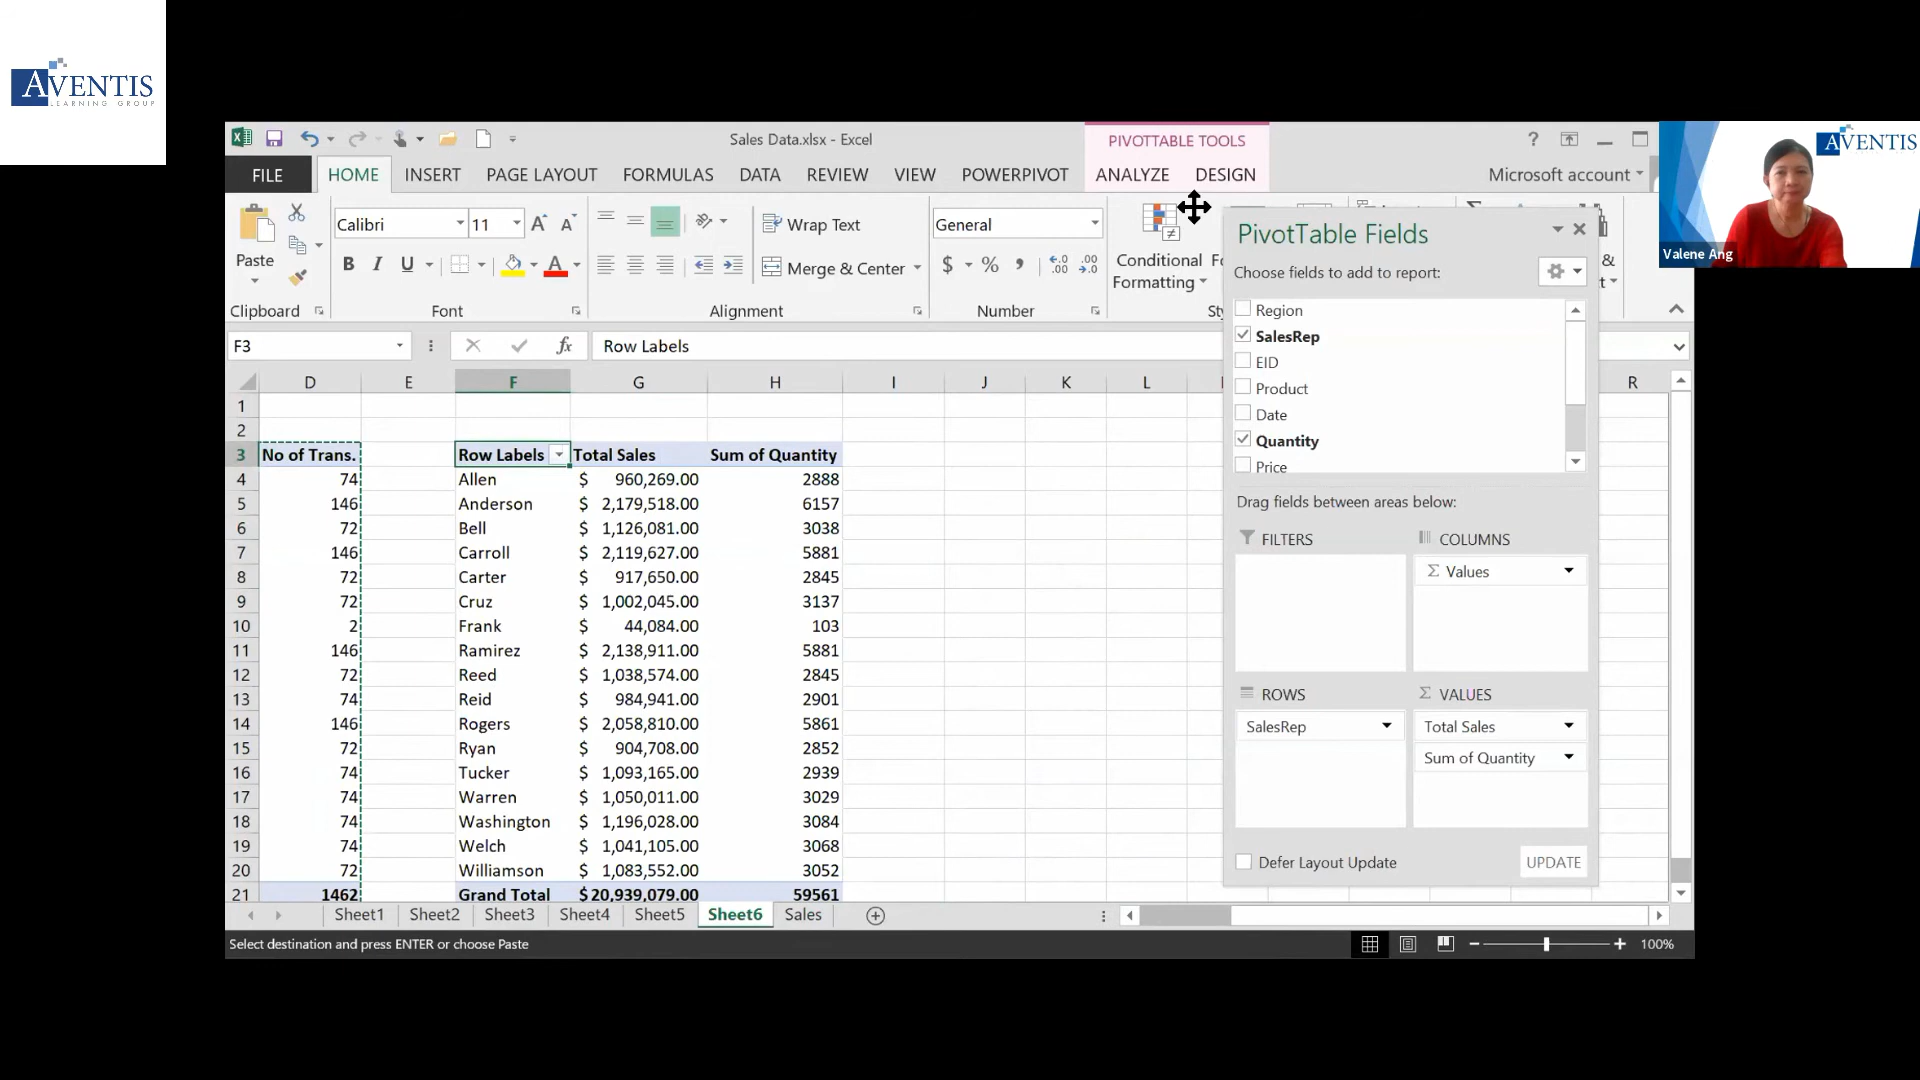 AVENTIS
LEARNING GROUP
Sales Data.xlsx - Excel
PIVOTTABLE TOOLS
?
FILE HOME INSERT PAGE LAYOUT FORMULAS DATA REVIEW VIEW POWERPIVOT ANALYZE DESIGN Microsoft account
AVENTIS
Valene Ang
Paste
Calibri 11
Wrap Text
General
B I U A
Merge & Center
$ % ,
Conditional
Formatting
&
Clipboard Font Alignment Number
F3 fx Row Labels
D E F G H I J K L R
1
2
3 No of Trans. Row Labels Total Sales Sum of Quantity
4 74 Allen $ 960,269.00 2888
5 146 Anderson $ 2,179,518.00 6157
6 72 Bell $ 1,126,081.00 3038
7 146 Carroll $ 2,119,627.00 5881
8 72 Carter $ 917,650.00 2845
9 72 Cruz $ 1,002,045.00 3137
10 2 Frank $ 44,084.00 103
11 146 Ramirez $ 2,138,911.00 5881
12 72 Reed $ 1,038,574.00 2845
13 74 Reid $ 984,941.00 2901
14 146 Rogers $ 2,058,810.00 5861
15 72 Ryan $ 904,708.00 2852
16 74 Tucker $ 1,093,165.00 2939
17 74 Warren $ 1,050,011.00 3029
18 74 Washington $ 1,196,028.00 3084
19 74 Welch $ 1,041,105.00 3068
20 72 Williamson $ 1,083,552.00 3052
21 1462 Grand Total $ 20,939,079.00 59561
PivotTable Fields
Choose fields to add to report:
Region
SalesRep
EID
Product
Date
Quantity
Price
Drag fields between areas below:
FILTERS COLUMNS
Σ Values
ROWS Σ VALUES
SalesRep Total Sales
Sum of Quantity
Defer Layout Update UPDATE
Sheet1 Sheet2 Sheet3 Sheet4 Sheet5 Sheet6 Sales
Select destination and press ENTER or choose Paste 100%